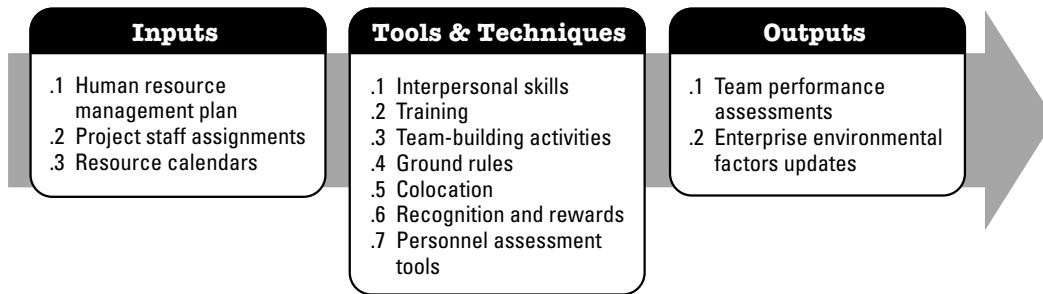 Inputs
.1 Human resource
management plan
.2 Project staff assignments
.3 Resource calendars
Tools & Techniques
.1 Interpersonal skills
.2 Training
.3 Team-building activities
.4 Ground rules
.5 Colocation
.6 Recognition and rewards
.7 Personnel assessment
tools
Outputs
.1 Team performance
assessments
.2 Enterprise environmental
factors updates